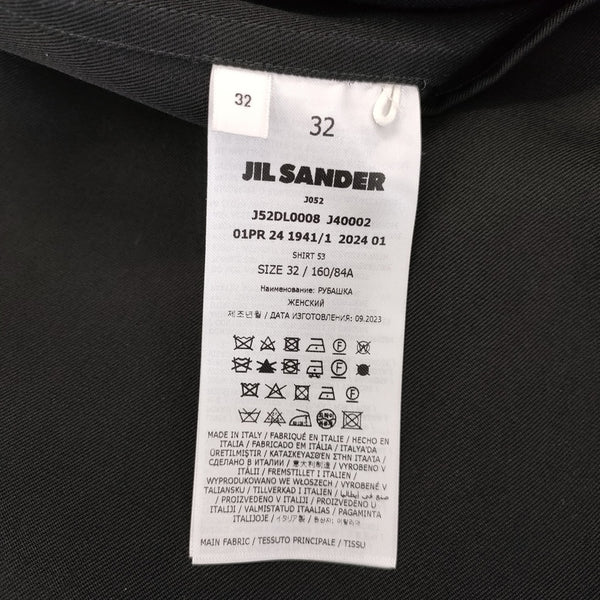 32
32
JIL SANDER
J052
J52DL0008 J40002
01PR 24 1941/1 2024 01
SHIRT 53
SIZE 32 / 160/84A
Наименование: РУБАШКА
ЖЕНСКИЙ
제조년월 / ДАТА ИЗГОТОВЛЕНИЯ: 09.2023
MADE IN ITALY / FABRIQUÉ EN ITALIE / HECHO EN
ITALIA / FABRICADO EM ITÁLIA / ITALYA'DA
ÜRETILMIŞTIR / ΚΑΤΑΣΚΕΥΑΣΘΗ ΣΤΗΝ ΙΤΑΛΙΑ /
СДЕЛАНО В ИТАЛИИ / 意大利制造 / VYROBENO V
ITÁLII / FREMSTILLET I ITALIEN /
WYPRODUKOWANO WE WŁOSZECH / VYROBENÉ V
TALIANSKU / TILLVERKAD I ITALIEN / صنع في إيطاليا
/ PROIZVEDENO V ITALIJI / PROIZVEDENO U
ITALIJI / VALMISTATUD ITAALIAS / PAGAMINTA
ITALIJOJE / イタリア製 / 원산지: 이탈리아
MAIN FABRIC / TESSUTO PRINCIPALE / TISSU